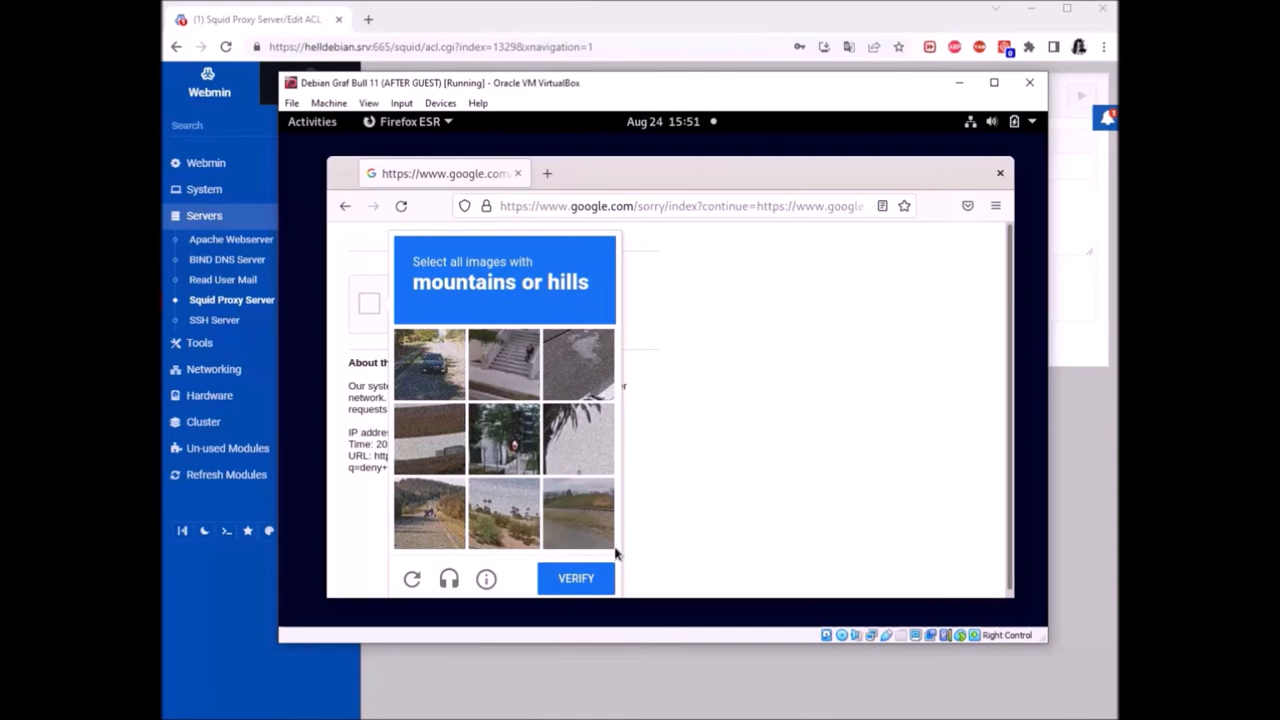 (1) Squid Proxy Server/Edit ACL
https://helldebian.srv:665/squid/acl.cgi?index=1329&xnavigation=1
ABP
0
Webmin
Search
Webmin
System
Servers
Apache Webserver
BIND DNS Server
Read User Mail
Squid Proxy Server
SSH Server
Tools
Networking
Hardware
Cluster
Un-used Modules
Refresh Modules
Debian Graf Bull 11 (AFTER GUEST) [Running] - Oracle VM VirtualBox
File Machine View Input Devices Help
Activities Firefox ESR Aug 24 15:51
https://www.google.com
https://www.google.com/sorry/index?continue=https://www.google.
Select all images with
mountains or hills
About th
Our syste
network.
requests
IP addre
Time: 20
URL: http
q=deny+
VERIFY
Right Control